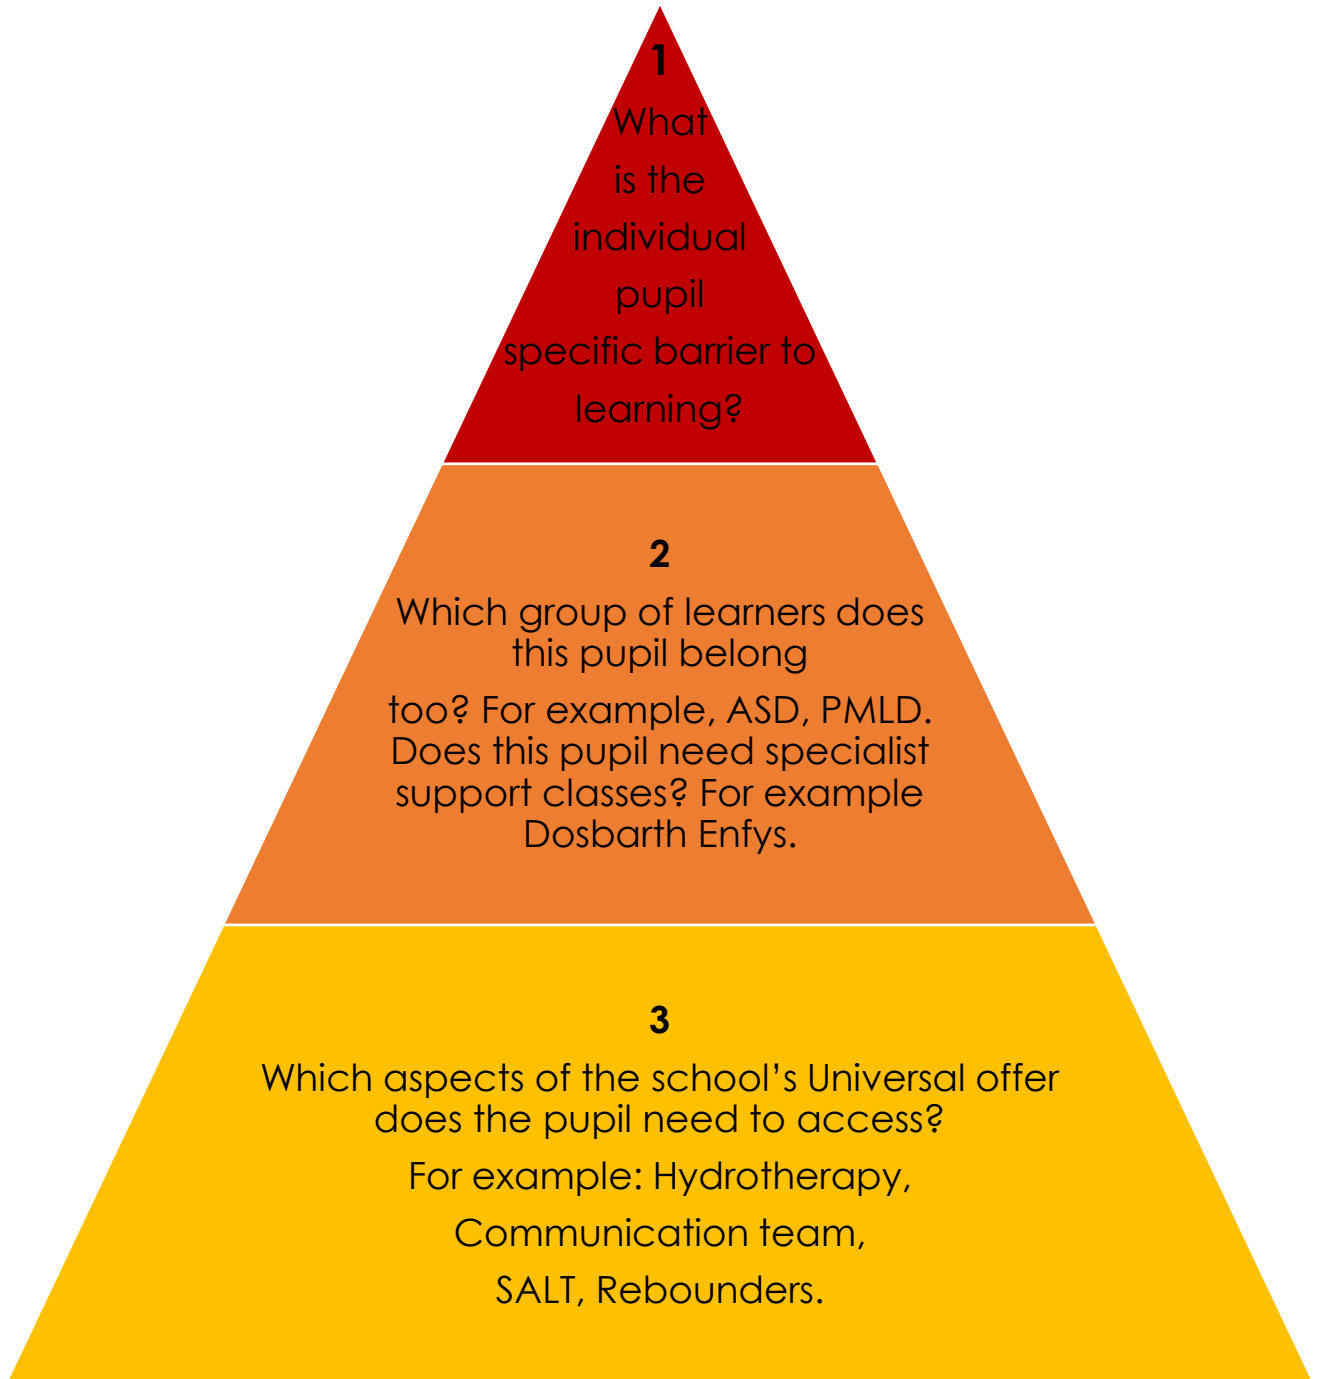 1
What
is the
individual
pupil
specific barrier to
learning?
2
Which group of learners does
this pupil belong
too? For example, ASD, PMLD.
Does this pupil need specialist
support classes? For example
Dosbarth Enfys.
3
Which aspects of the school’s Universal offer
does the pupil need to access?
For example: Hydrotherapy,
Communication team,
SALT, Rebounders.